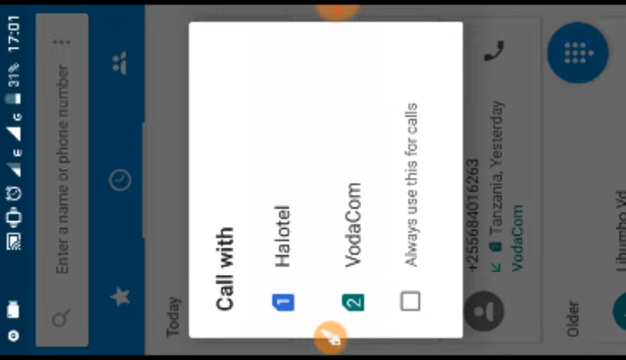 17:01
31%
G
E
Enter a name or phone number
Today
Call with
1 Halotel
2 VodaCom
Always use this for calls
+255684016263
2 Tanzania, Yesterday
VodaCom
Older